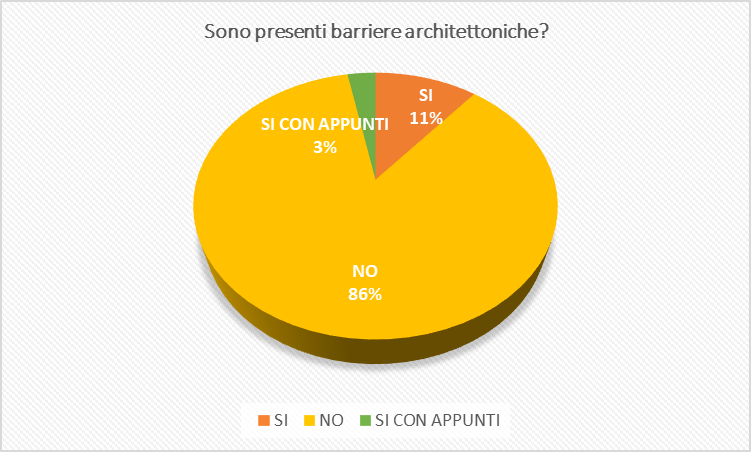 Sono presenti barriere architettoniche?
SI
11%
SI CON APPUNTI
3%
NO
86%
SI NO SI CON APPUNTI